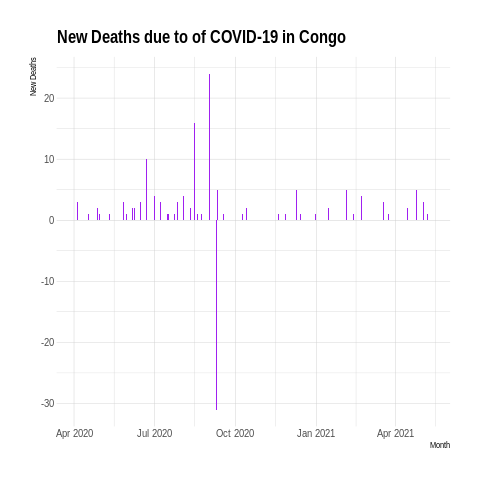 New Deaths due to of COVID-19 in Congo
New Deaths
20
10
0
-10
-20
-30
Apr 2020 Jul 2020 Oct 2020 Jan 2021 Apr 2021
Month